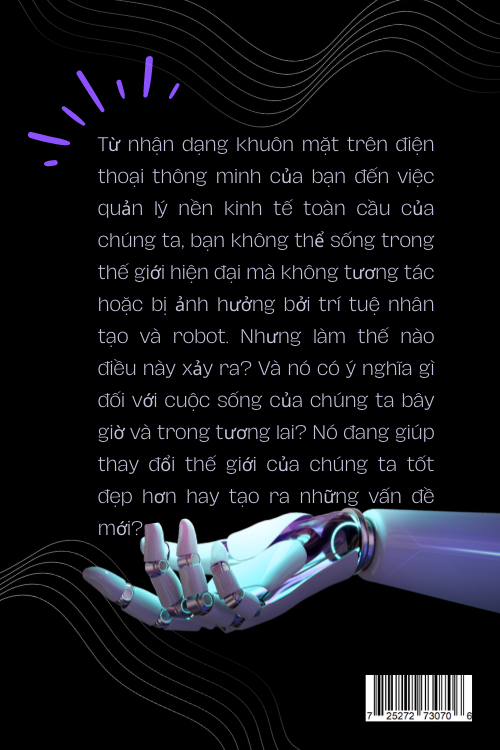 Từ nhận dạng khuôn mặt trên điện
thoại thông minh của bạn đến việc
quản lý nền kinh tế toàn cầu của
chúng ta, bạn không thể sống trong
thế giới hiện đại mà không tương tác
hoặc bị ảnh hưởng bởi trí tuệ nhân
tạo và robot. Nhưng làm thế nào
điều này xảy ra? Và nó có ý nghĩa gì
đối với cuộc sống của chúng ta bây
giờ và trong tương lai? Nó đang giúp
thay đổi thế giới của chúng ta tốt
đẹp hơn hay tạo ra những vấn đề
mới?
7 25272 73070 6